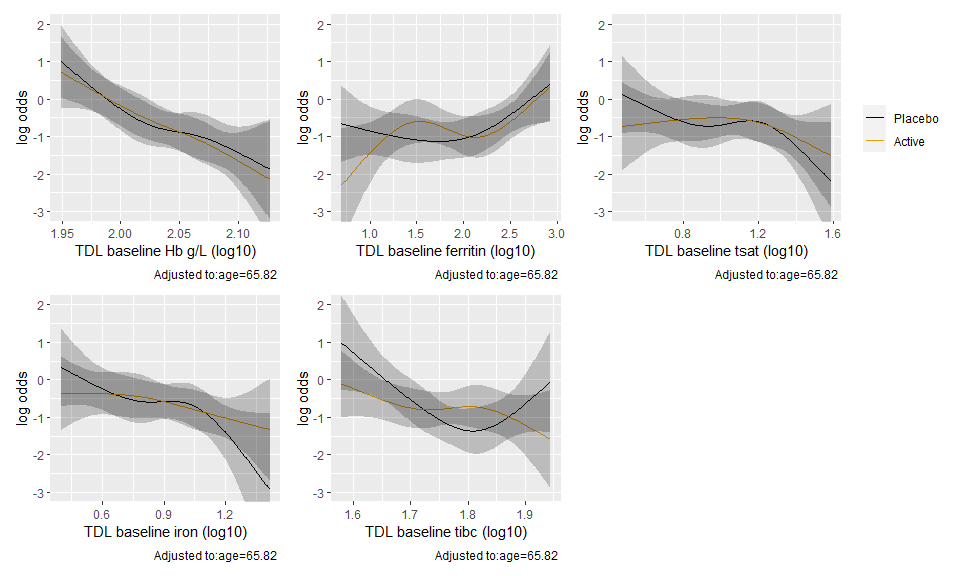 2
1
0
-1
-2
-3
log odds
1.95 2.00 2.05 2.10
TDL baseline Hb g/L (log10)
Adjusted to:age=65.82
2
1
0
-1
-2
-3
log odds
1.0 1.5 2.0 2.5 3.0
TDL baseline ferritin (log10)
Adjusted to:age=65.82
2
1
0
-1
-2
-3
log odds
0.8 1.2 1.6
TDL baseline tsat (log10)
Adjusted to:age=65.82
Placebo
Active
2
1
0
-1
-2
-3
log odds
0.6 0.9 1.2
TDL baseline iron (log10)
Adjusted to:age=65.82
2
1
0
-1
-2
-3
log odds
1.6 1.7 1.8 1.9
TDL baseline tibc (log10)
Adjusted to:age=65.82